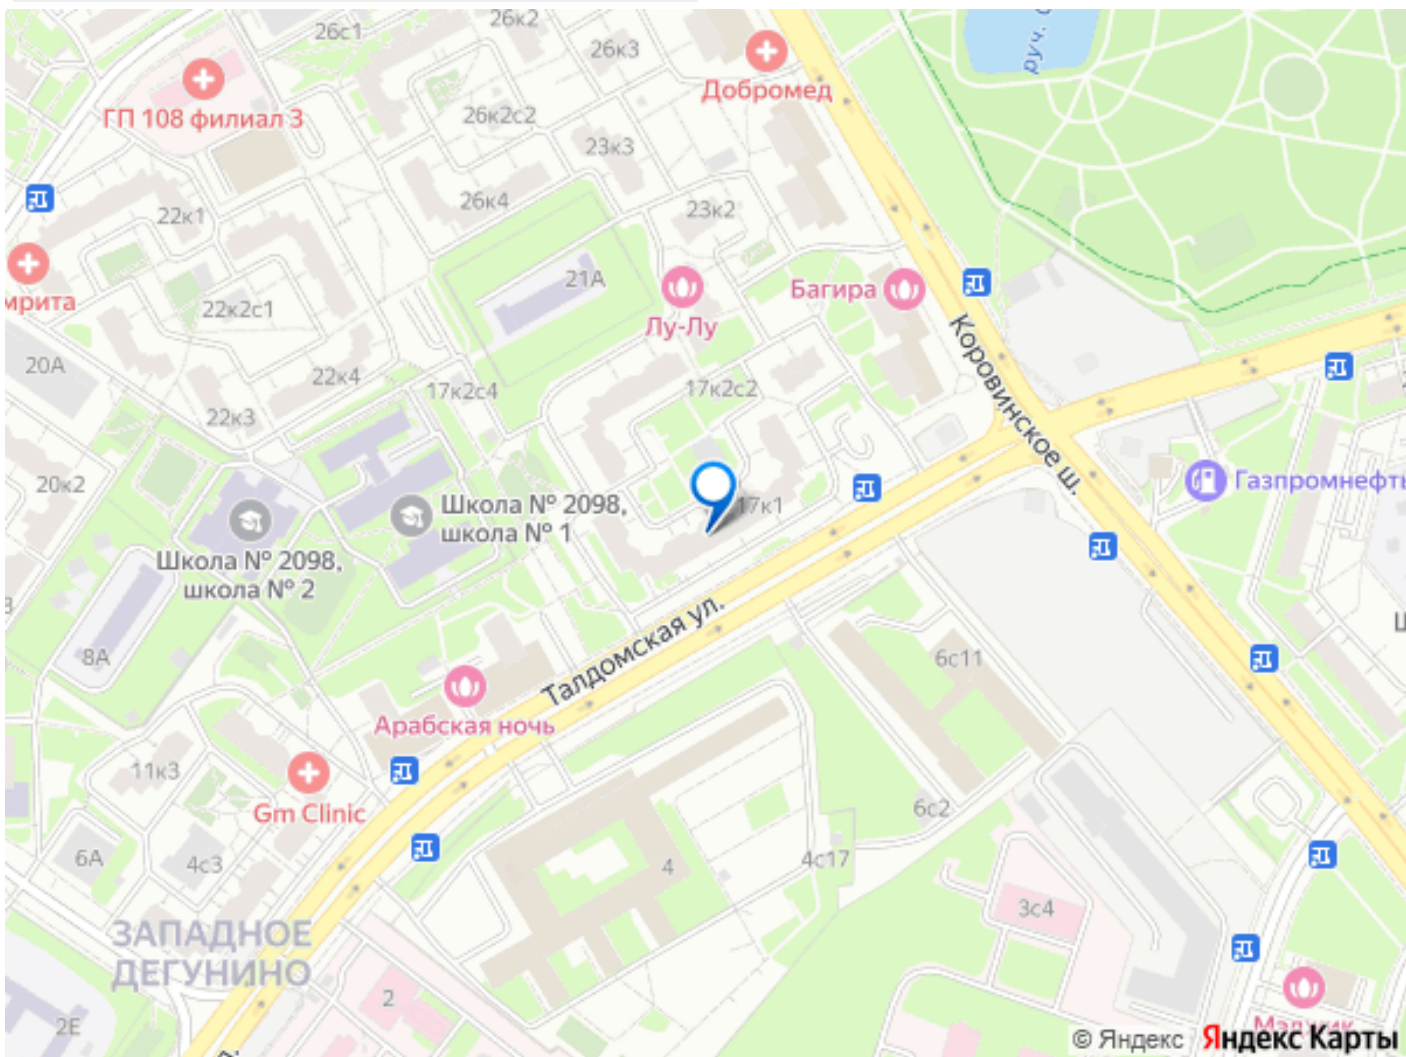 26с1
26к2
26к3
руч.
Добромед
ГП 108 филиал 3
26к2с2
23к3
22к1
26к4
23к2
мрита
21А
Багира
22к2с1
Лу-Лу
Коровинское ш.
20А
22к4
17к2с4
17к2с2
22к3
20к2
Школа № 2098,
школа № 1
17к1
Газпромнефть
Школа № 2098,
школа № 2
8А
Талдомская ул.
6с11
Арабская ночь
11к3
Gm Clinic
6с2
6А
4с3
4
4с17
3с4
ЗАПАДНОЕ
ДЕГУНИНО
2
2Е
Мэджик
© Яндекс Яндекс Карты